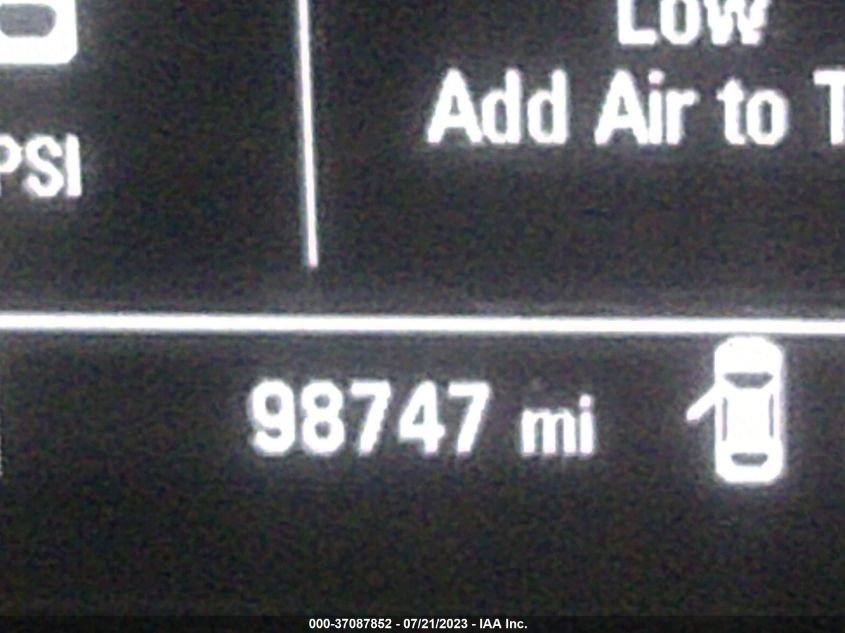 Low
Add Air to T
PSI
98747 mi
000-37087852 - 07/21/2023 - IAA Inc.